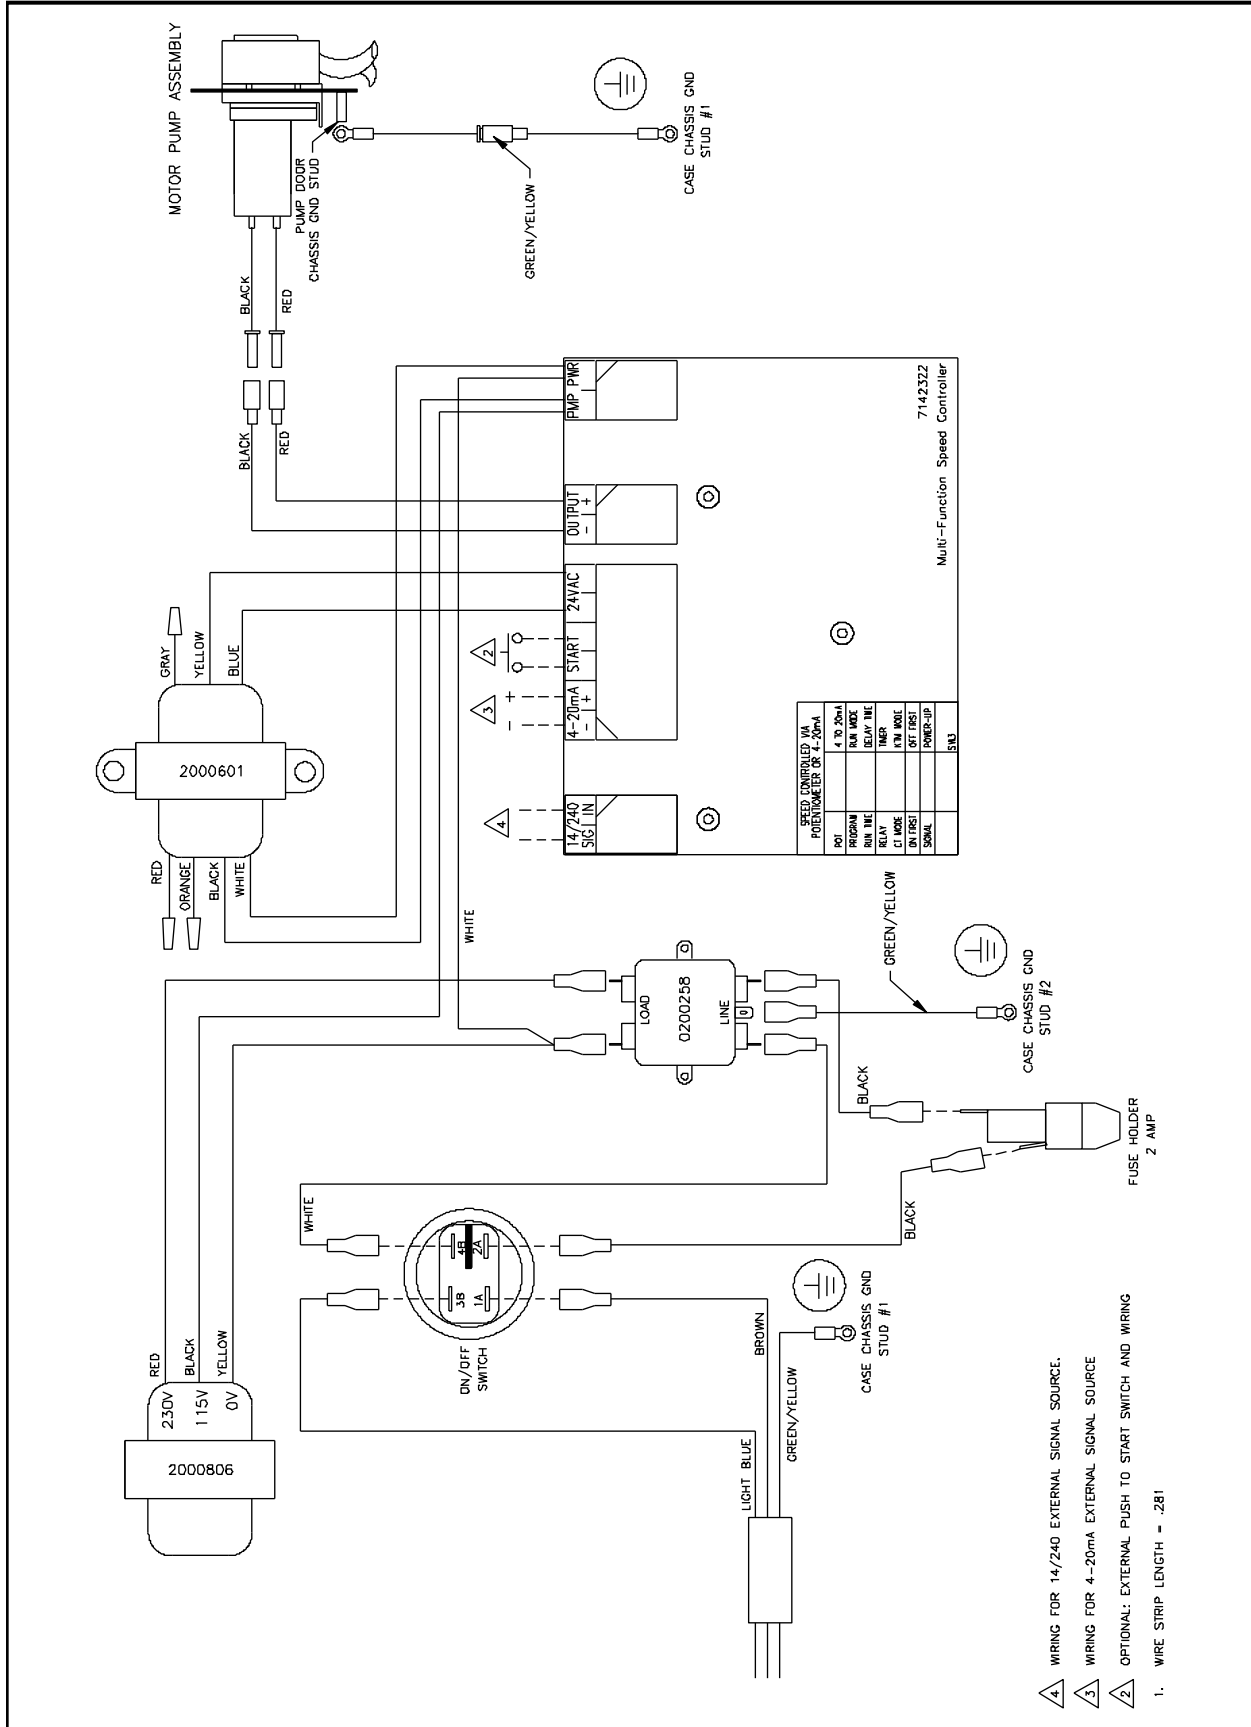 MOTOR PUMP ASSEMBLY
PUMP DOOR
CHASSIS GND STUD
BLACK
RED
BLACK
RED
GREEN/YELLOW
CASE CHASSIS GND
STUD #1
GRAY
YELLOW
BLUE
2000601
RED
ORANGE
BLACK
WHITE
WHITE
PMP PWR
OUTPUT
- +
24VAC
START
4-20mA
- +
14/240
SIG IN
2
3
- +
4
7142322
Multi-Function Speed Controller
SPEED CONTROLLED VIA
POTENTIOMETER OR 4-20mA
POT 4 TO 20mA
PROGRAM RUN MODE
RUN TIME DELAY TIME
RELAY TIMER
CT MODE KTM MODE
ON FIRST OFF FIRST
SIGNAL POWER-UP
LOAD
0200258
LINE
GREEN/YELLOW
CASE CHASSIS GND
STUD #2
BLACK
BLACK
FUSE HOLDER
2 AMP
WHITE
4B
2A
3B
1A
ON/OFF
SWITCH
RED
BLACK
YELLOW
230V
115V
0V
2000806
LIGHT BLUE
BROWN
GREEN/YELLOW
CASE CHASSIS GND
STUD #1
4 WIRING FOR 14/240 EXTERNAL SIGNAL SOURCE.
3 WIRING FOR 4-20mA EXTERNAL SIGNAL SOURCE
2 OPTIONAL: EXTERNAL PUSH TO START SWITCH AND WIRING
1. WIRE STRIP LENGTH = .281